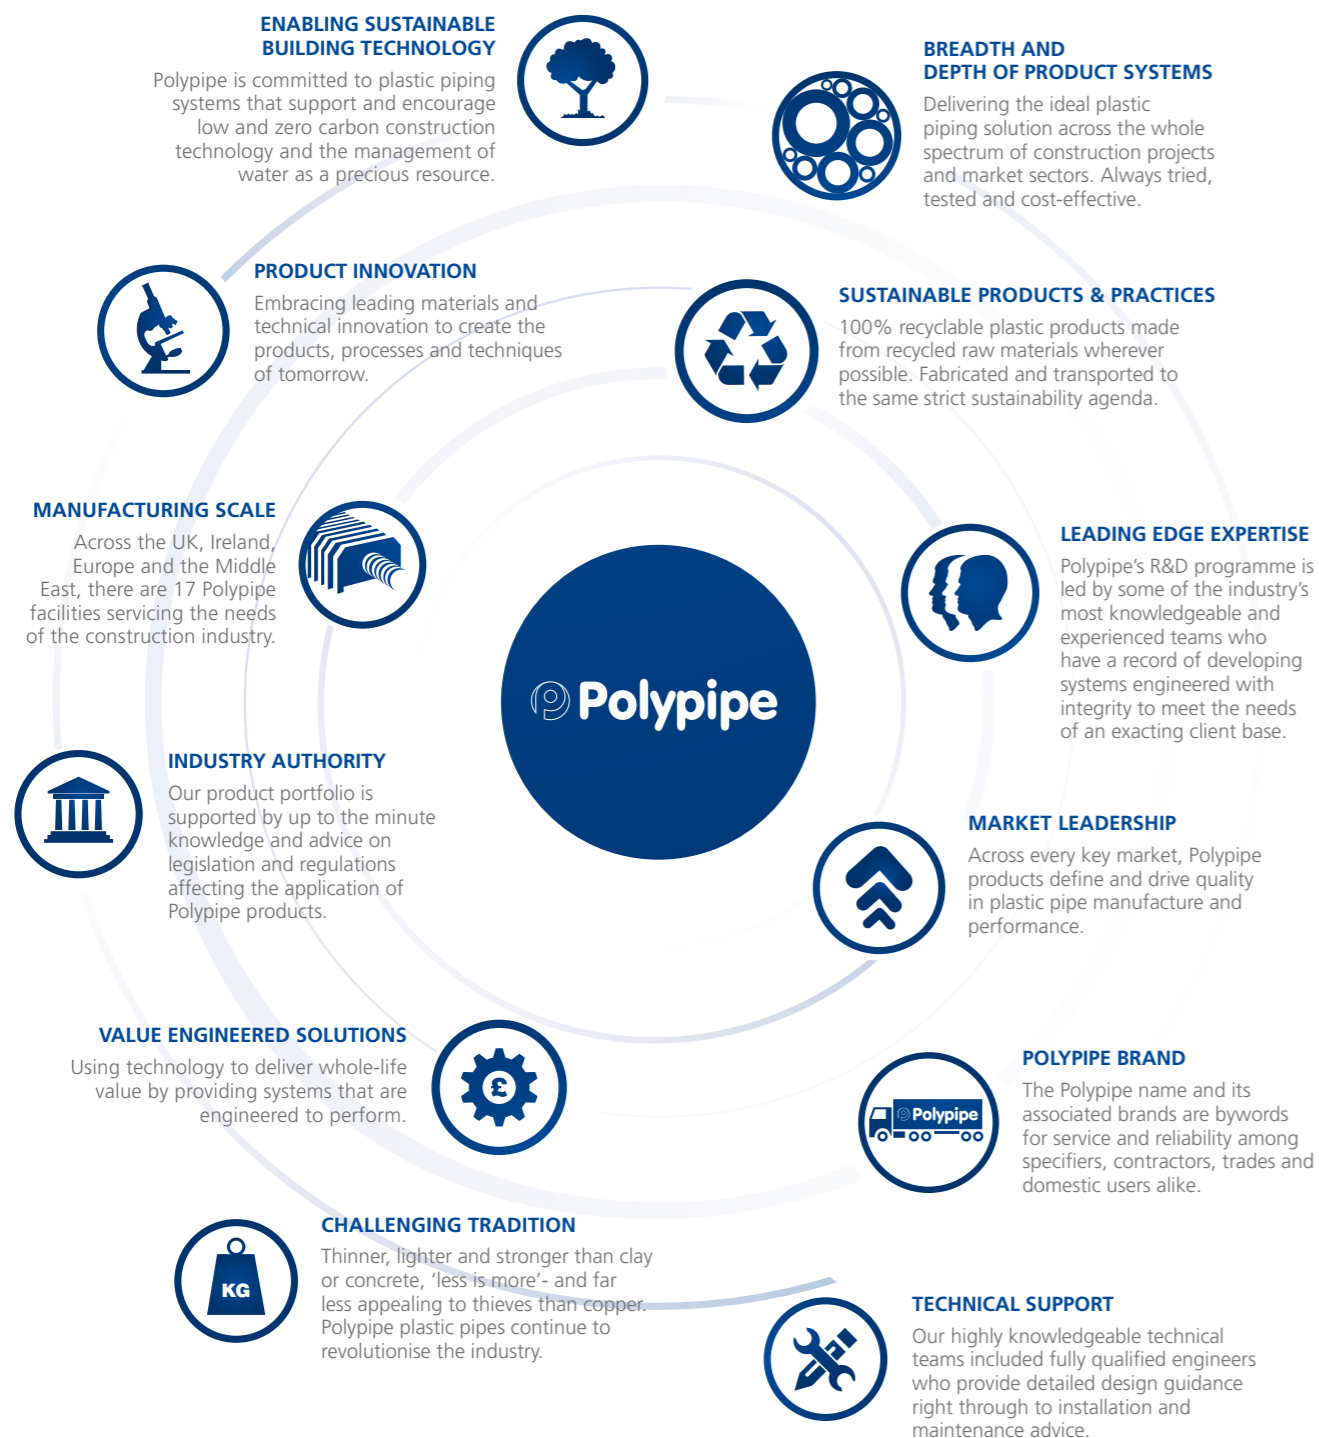 ENABLING SUSTAINABLE
BUILDING TECHNOLOGY
Polypipe is committed to plastic piping
systems that support and encourage
low and zero carbon construction
technology and the management of
water as a precious resource.
BREADTH AND
DEPTH OF PRODUCT SYSTEMS
Delivering the ideal plastic
piping solution across the whole
spectrum of construction projects
and market sectors. Always tried,
tested and cost-effective.
PRODUCT INNOVATION
Embracing leading materials and
technical innovation to create the
products, processes and techniques
of tomorrow.
SUSTAINABLE PRODUCTS & PRACTICES
100% recyclable plastic products made
from recycled raw materials wherever
possible. Fabricated and transported to
the same strict sustainability agenda.
MANUFACTURING SCALE
Across the UK, Ireland,
Europe and the Middle
East, there are 17 Polypipe
facilities servicing the needs
of the construction industry.
LEADING EDGE EXPERTISE
Polypipe’s R&D programme is
led by some of the industry’s
most knowledgeable and
experienced teams who
have a record of developing
systems engineered with
integrity to meet the needs
of an exacting client base.
Polypipe
INDUSTRY AUTHORITY
Our product portfolio is
supported by up to the minute
knowledge and advice on
legislation and regulations
affecting the application of
Polypipe products.
MARKET LEADERSHIP
Across every key market, Polypipe
products define and drive quality
in plastic pipe manufacture and
performance.
VALUE ENGINEERED SOLUTIONS
Using technology to deliver whole-life
value by providing systems that are
engineered to perform.
£
POLYPIPE BRAND
The Polypipe name and its
associated brands are bywords
for service and reliability among
specifiers, contractors, trades and
domestic users alike.
Polypipe
CHALLENGING TRADITION
Thinner, lighter and stronger than clay
or concrete, ‘less is more’- and far
less appealing to thieves than copper.
Polypipe plastic pipes continue to
revolutionise the industry.
KG
TECHNICAL SUPPORT
Our highly knowledgeable technical
teams included fully qualified engineers
who provide detailed design guidance
right through to installation and
maintenance advice.